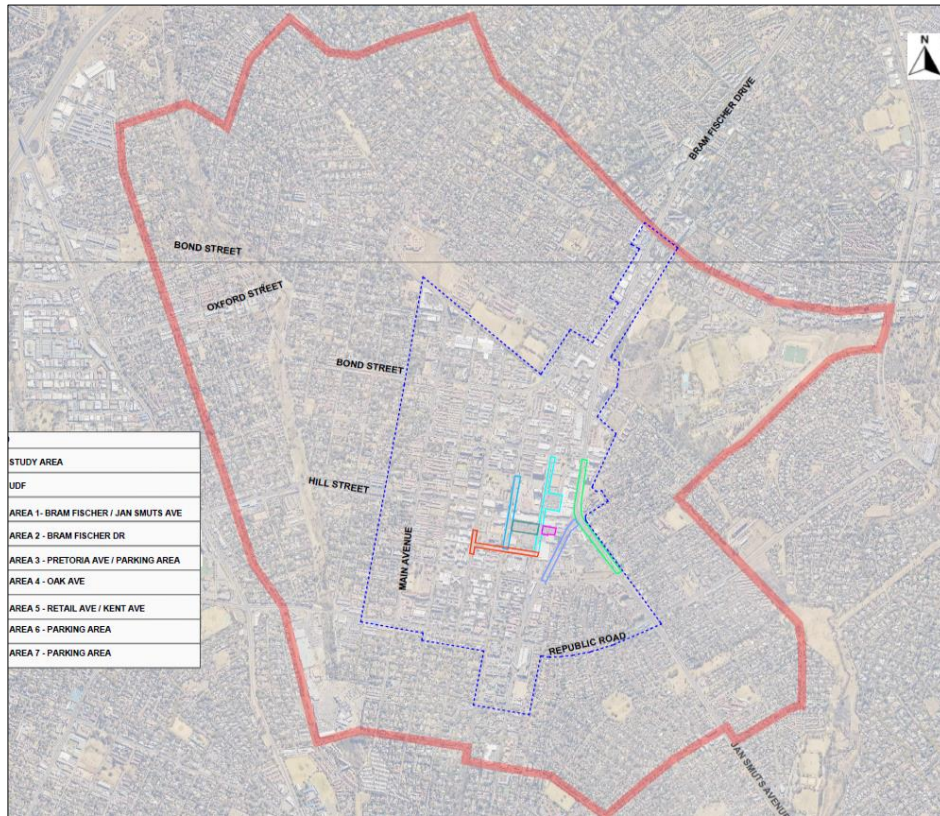 N
BRAM FISCHER DRIVE
BOND STREET
OXFORD STREET
BOND STREET
HILL STREET
MAIN AVENUE
REPUBLIC ROAD
JAN SMUTS AVENUE
STUDY AREA
UDF
AREA 1- BRAM FISCHER / JAN SMUTS AVE
AREA 2 - BRAM FISCHER DR
AREA 3 - PRETORIA AVE / PARKING AREA
AREA 4 - OAK AVE
AREA 5 - RETAIL AVE / KENT AVE
AREA 6 - PARKING AREA
AREA 7 - PARKING AREA